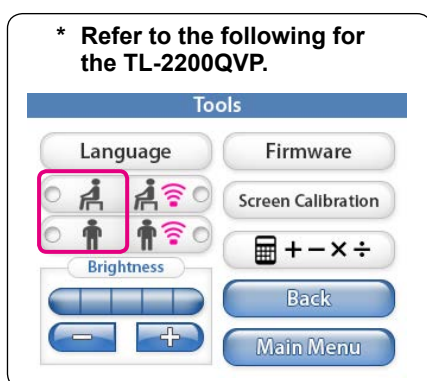 * Refer to the following for
the TL-2200QVP.
Tools
Language
Firmware
Screen Calibration
+−×÷
Brightness
Back
− +
Main Menu